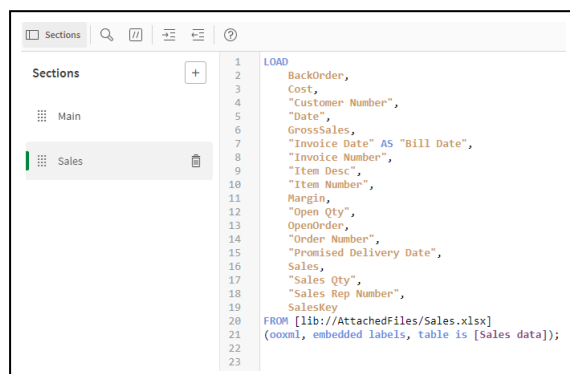 Sections
Sections
+
Main
Sales
1 LOAD
2 BackOrder,
3 Cost,
4 "Customer Number",
5 "Date",
6 GrossSales,
7 "Invoice Date" AS "Bill Date",
8 "Invoice Number",
9 "Item Desc",
10 "Item Number",
11 Margin,
12 "Open Qty",
13 OpenOrder,
14 "Order Number",
15 "Promised Delivery Date",
16 Sales,
17 "Sales Qty",
18 "Sales Rep Number",
19 SalesKey
20 FROM [lib://AttachedFiles/Sales.xlsx]
21 (ooxml, embedded labels, table is [Sales data]);
22
23